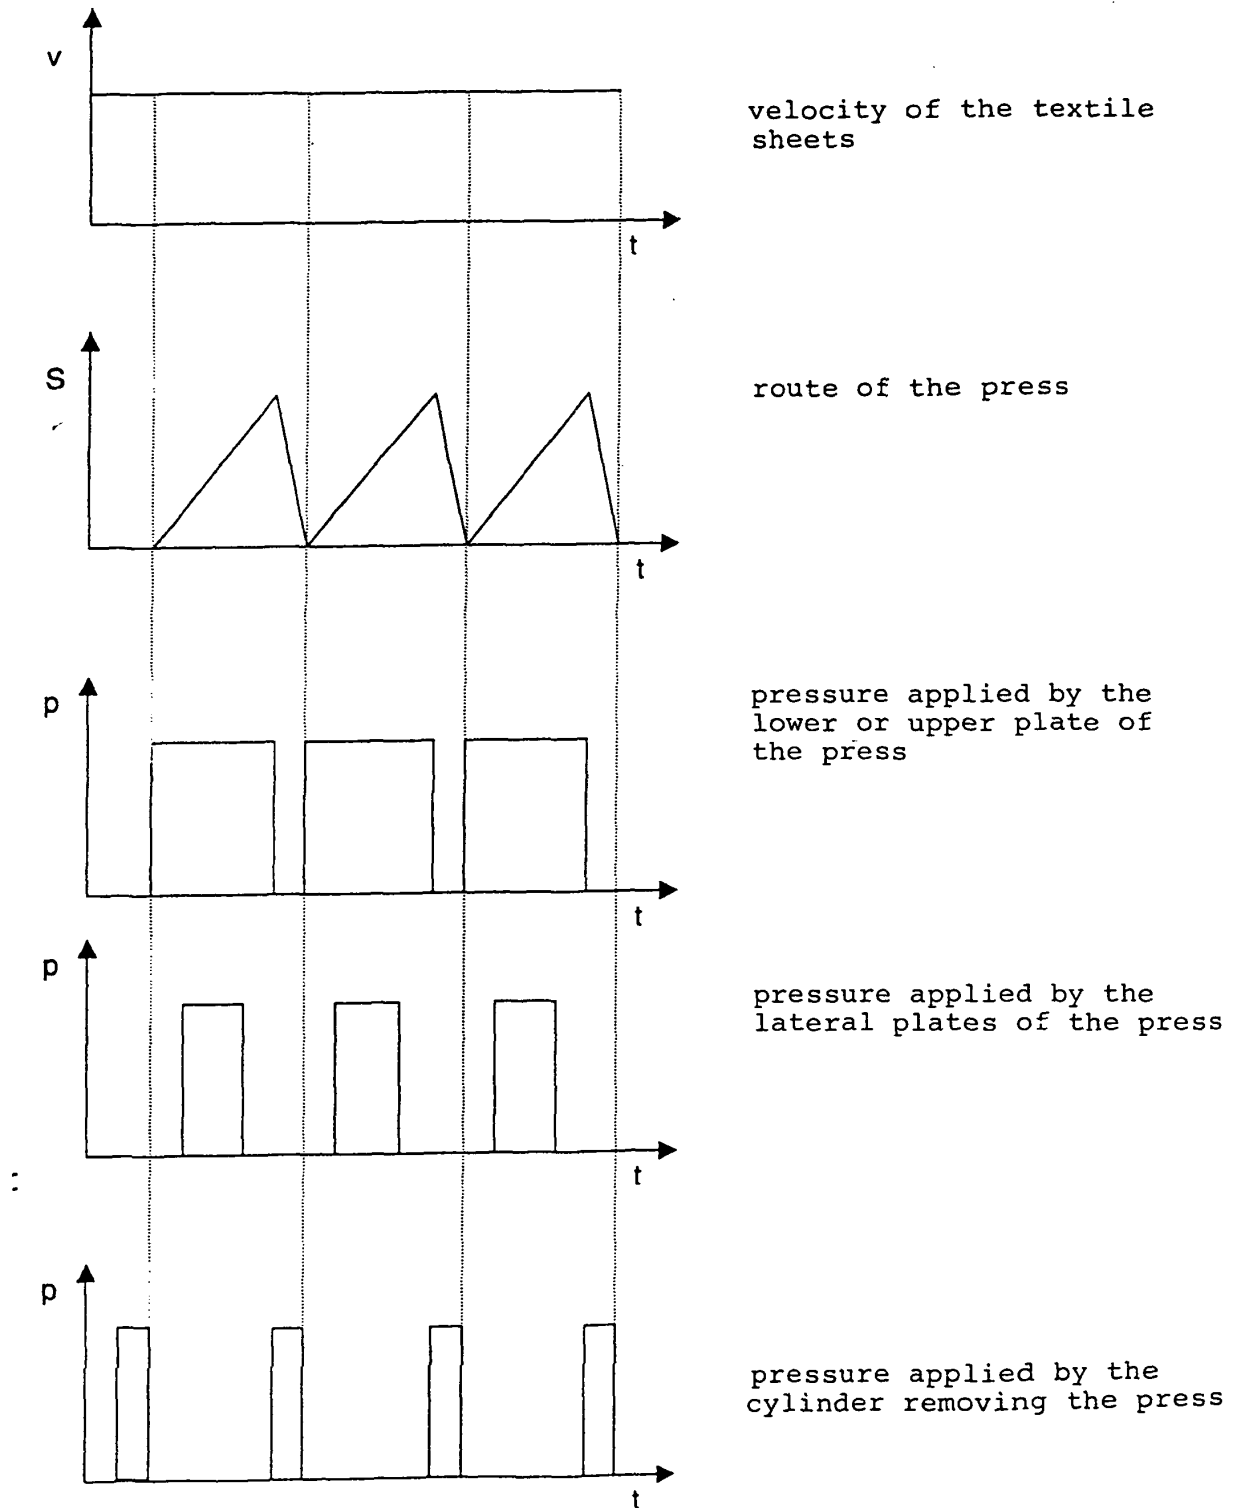 v
velocity of the textile
sheets
t
S
route of the press
t
p
pressure applied by the
lower or upper plate of
the press
t
p
pressure applied by the
lateral plates of the press
t
p
pressure applied by the
cylinder removing the press
t